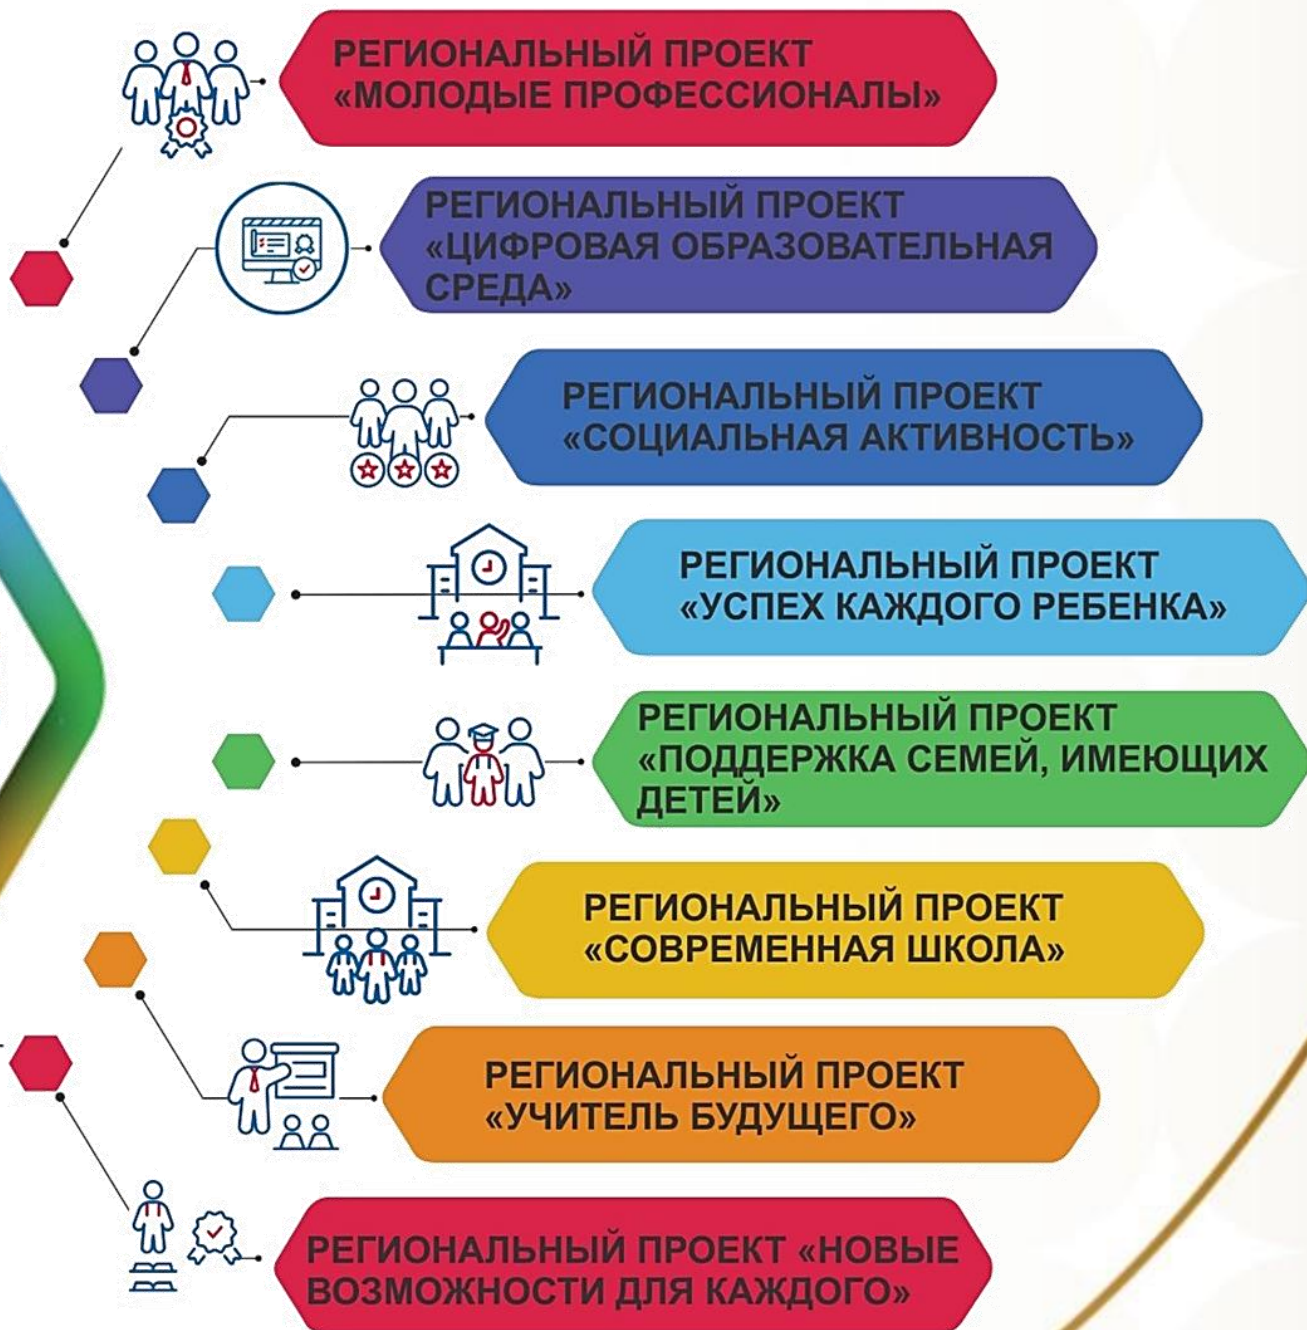 РЕГИОНАЛЬНЫЙ ПРОЕКТ
«МОЛОДЫЕ ПРОФЕССИОНАЛЫ»
РЕГИОНАЛЬНЫЙ ПРОЕКТ
«ЦИФРОВАЯ ОБРАЗОВАТЕЛЬНАЯ
СРЕДА»
РЕГИОНАЛЬНЫЙ ПРОЕКТ
«СОЦИАЛЬНАЯ АКТИВНОСТЬ»
РЕГИОНАЛЬНЫЙ ПРОЕКТ
«УСПЕХ КАЖДОГО РЕБЕНКА»
РЕГИОНАЛЬНЫЙ ПРОЕКТ
«ПОДДЕРЖКА СЕМЕЙ, ИМЕЮЩИХ
ДЕТЕЙ»
РЕГИОНАЛЬНЫЙ ПРОЕКТ
«СОВРЕМЕННАЯ ШКОЛА»
РЕГИОНАЛЬНЫЙ ПРОЕКТ
«УЧИТЕЛЬ БУДУЩЕГО»
РЕГИОНАЛЬНЫЙ ПРОЕКТ «НОВЫЕ
ВОЗМОЖНОСТИ ДЛЯ КАЖДОГО»